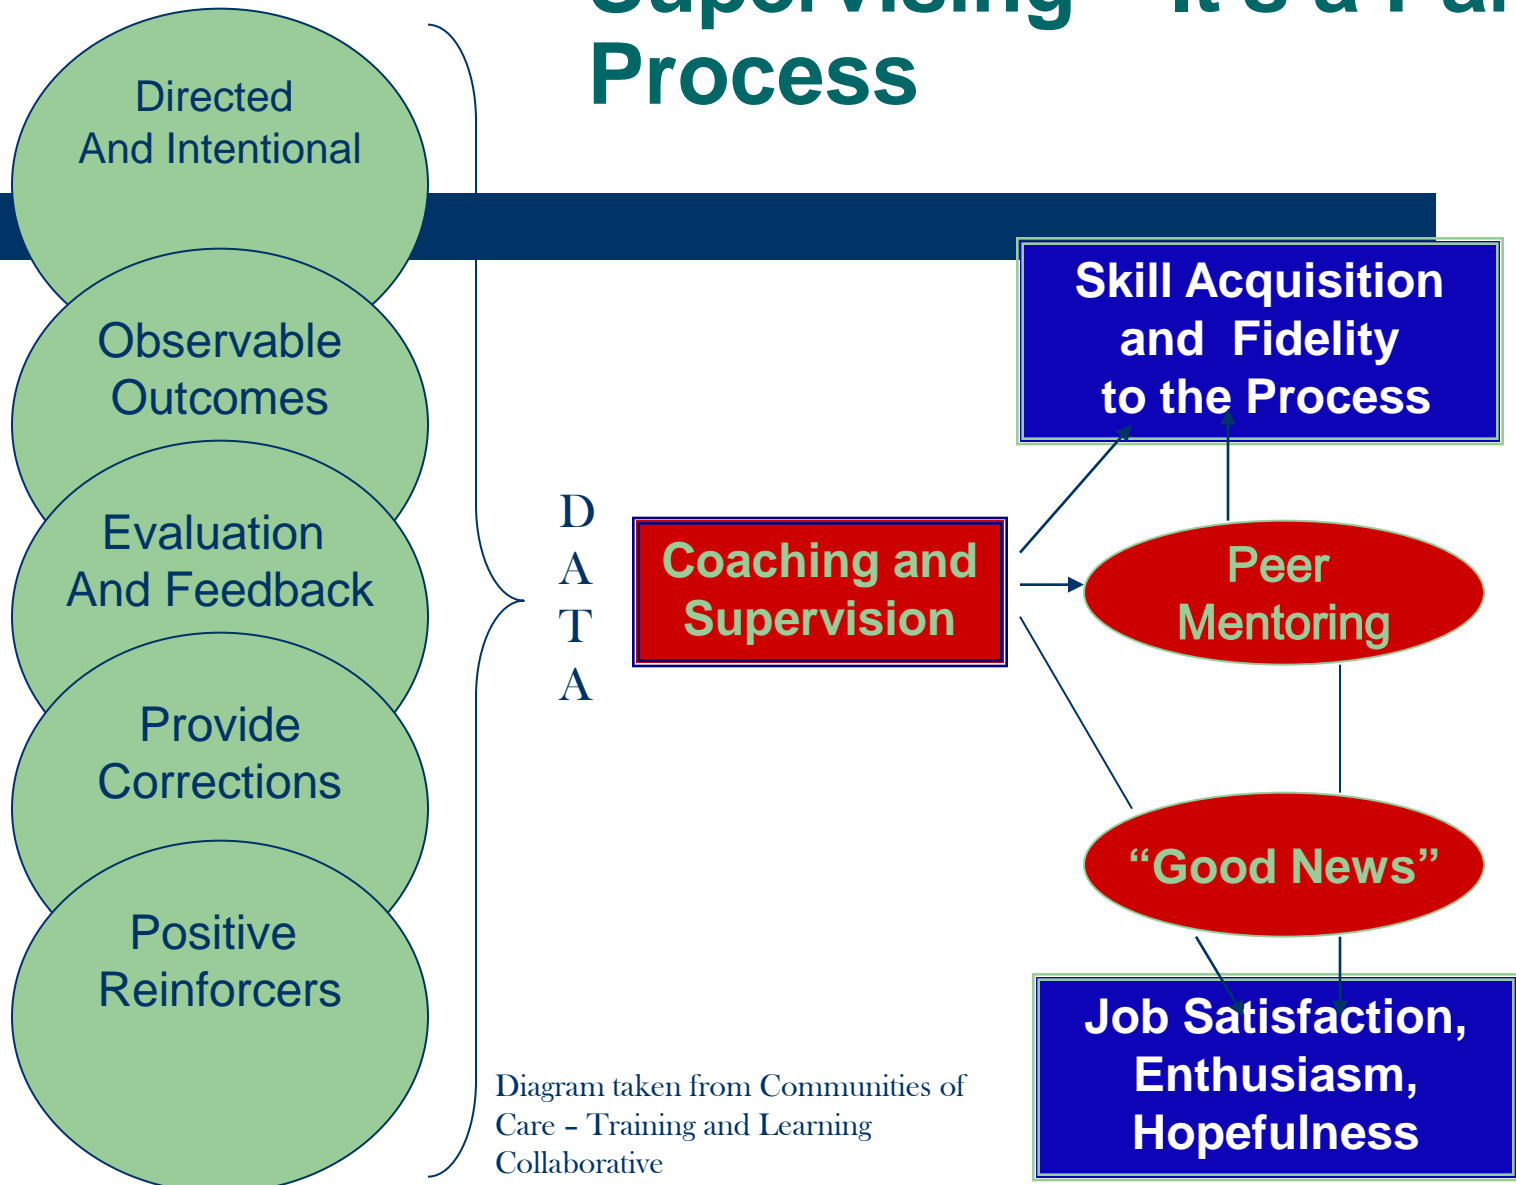 Supervising – It's a
Process
Directed
And Intentional
Observable
Outcomes
Evaluation
And Feedback
Provide
Corrections
Positive
Reinforcers
D
A
T
A
Coaching and
Supervision
Skill Acquisition
and Fidelity
to the Process
Peer
Mentoring
“Good News”
Job Satisfaction,
Enthusiasm,
Hopefulness
Diagram taken from Communities of
Care – Training and Learning
Collaborative